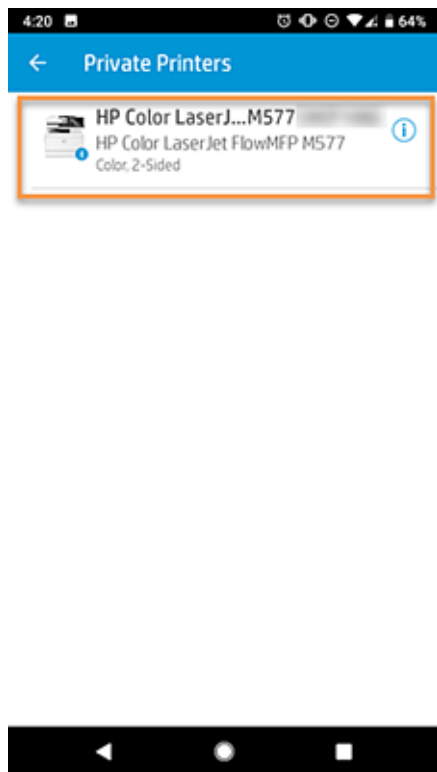 4:20 64%
Private Printers
HP Color LaserJ...M577
HP Color LaserJet FlowMFP M577
Color, 2-Sided